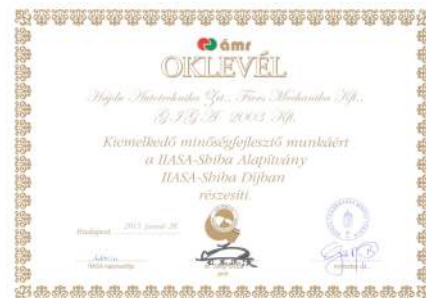 ámr
OKLEVÉL
Hajdu Autotechnika Zrt., Fives Mechanika Kft.,
G.I.G.A. 2003 Kft.
Kiemelkedő minőségfejlesztő munkáért
a IIASA-Shiba Alapítvány
IIASA-Shiba Díjban
részesíti.
Budapest